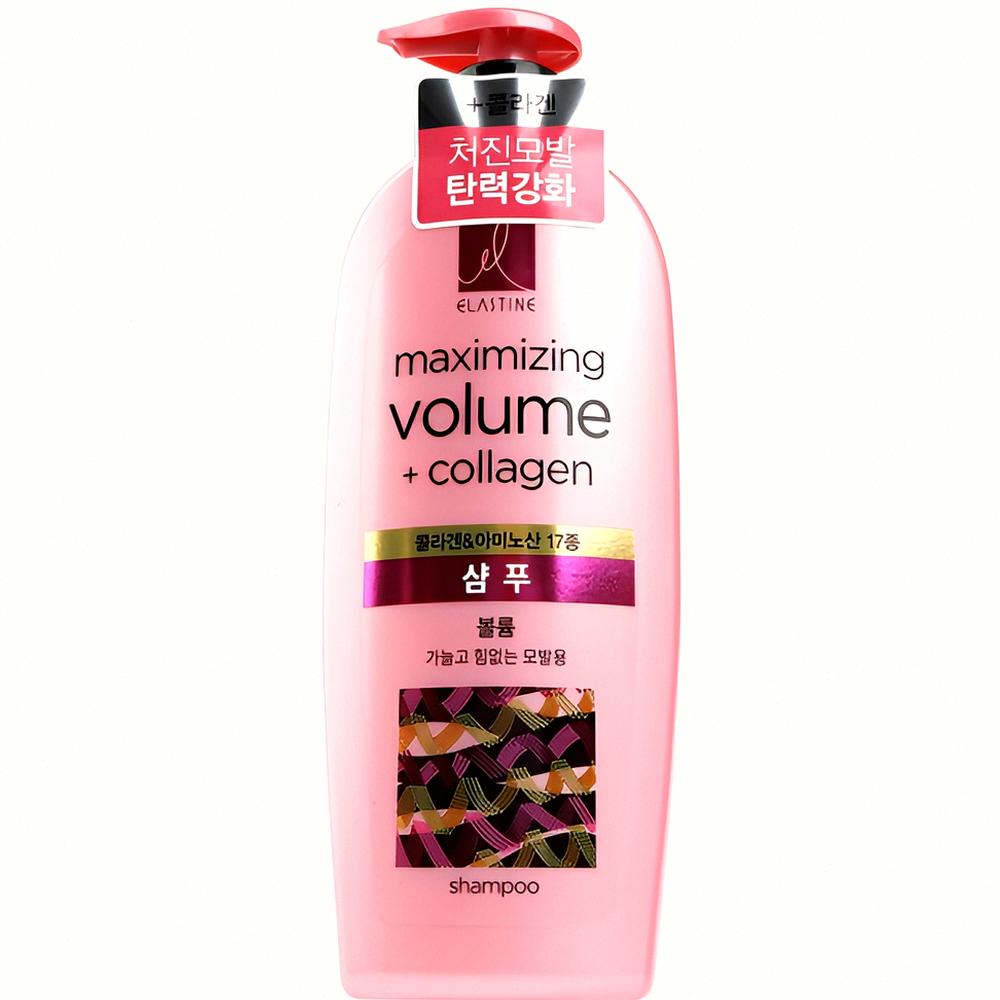 +콜라겐
처진모발
탄력강화
el
ELASTINE
maximizing
volume
+ collagen
콜라겐&아미노산 17종
샴푸
볼륨
가늘고 힘없는 모발용
shampoo